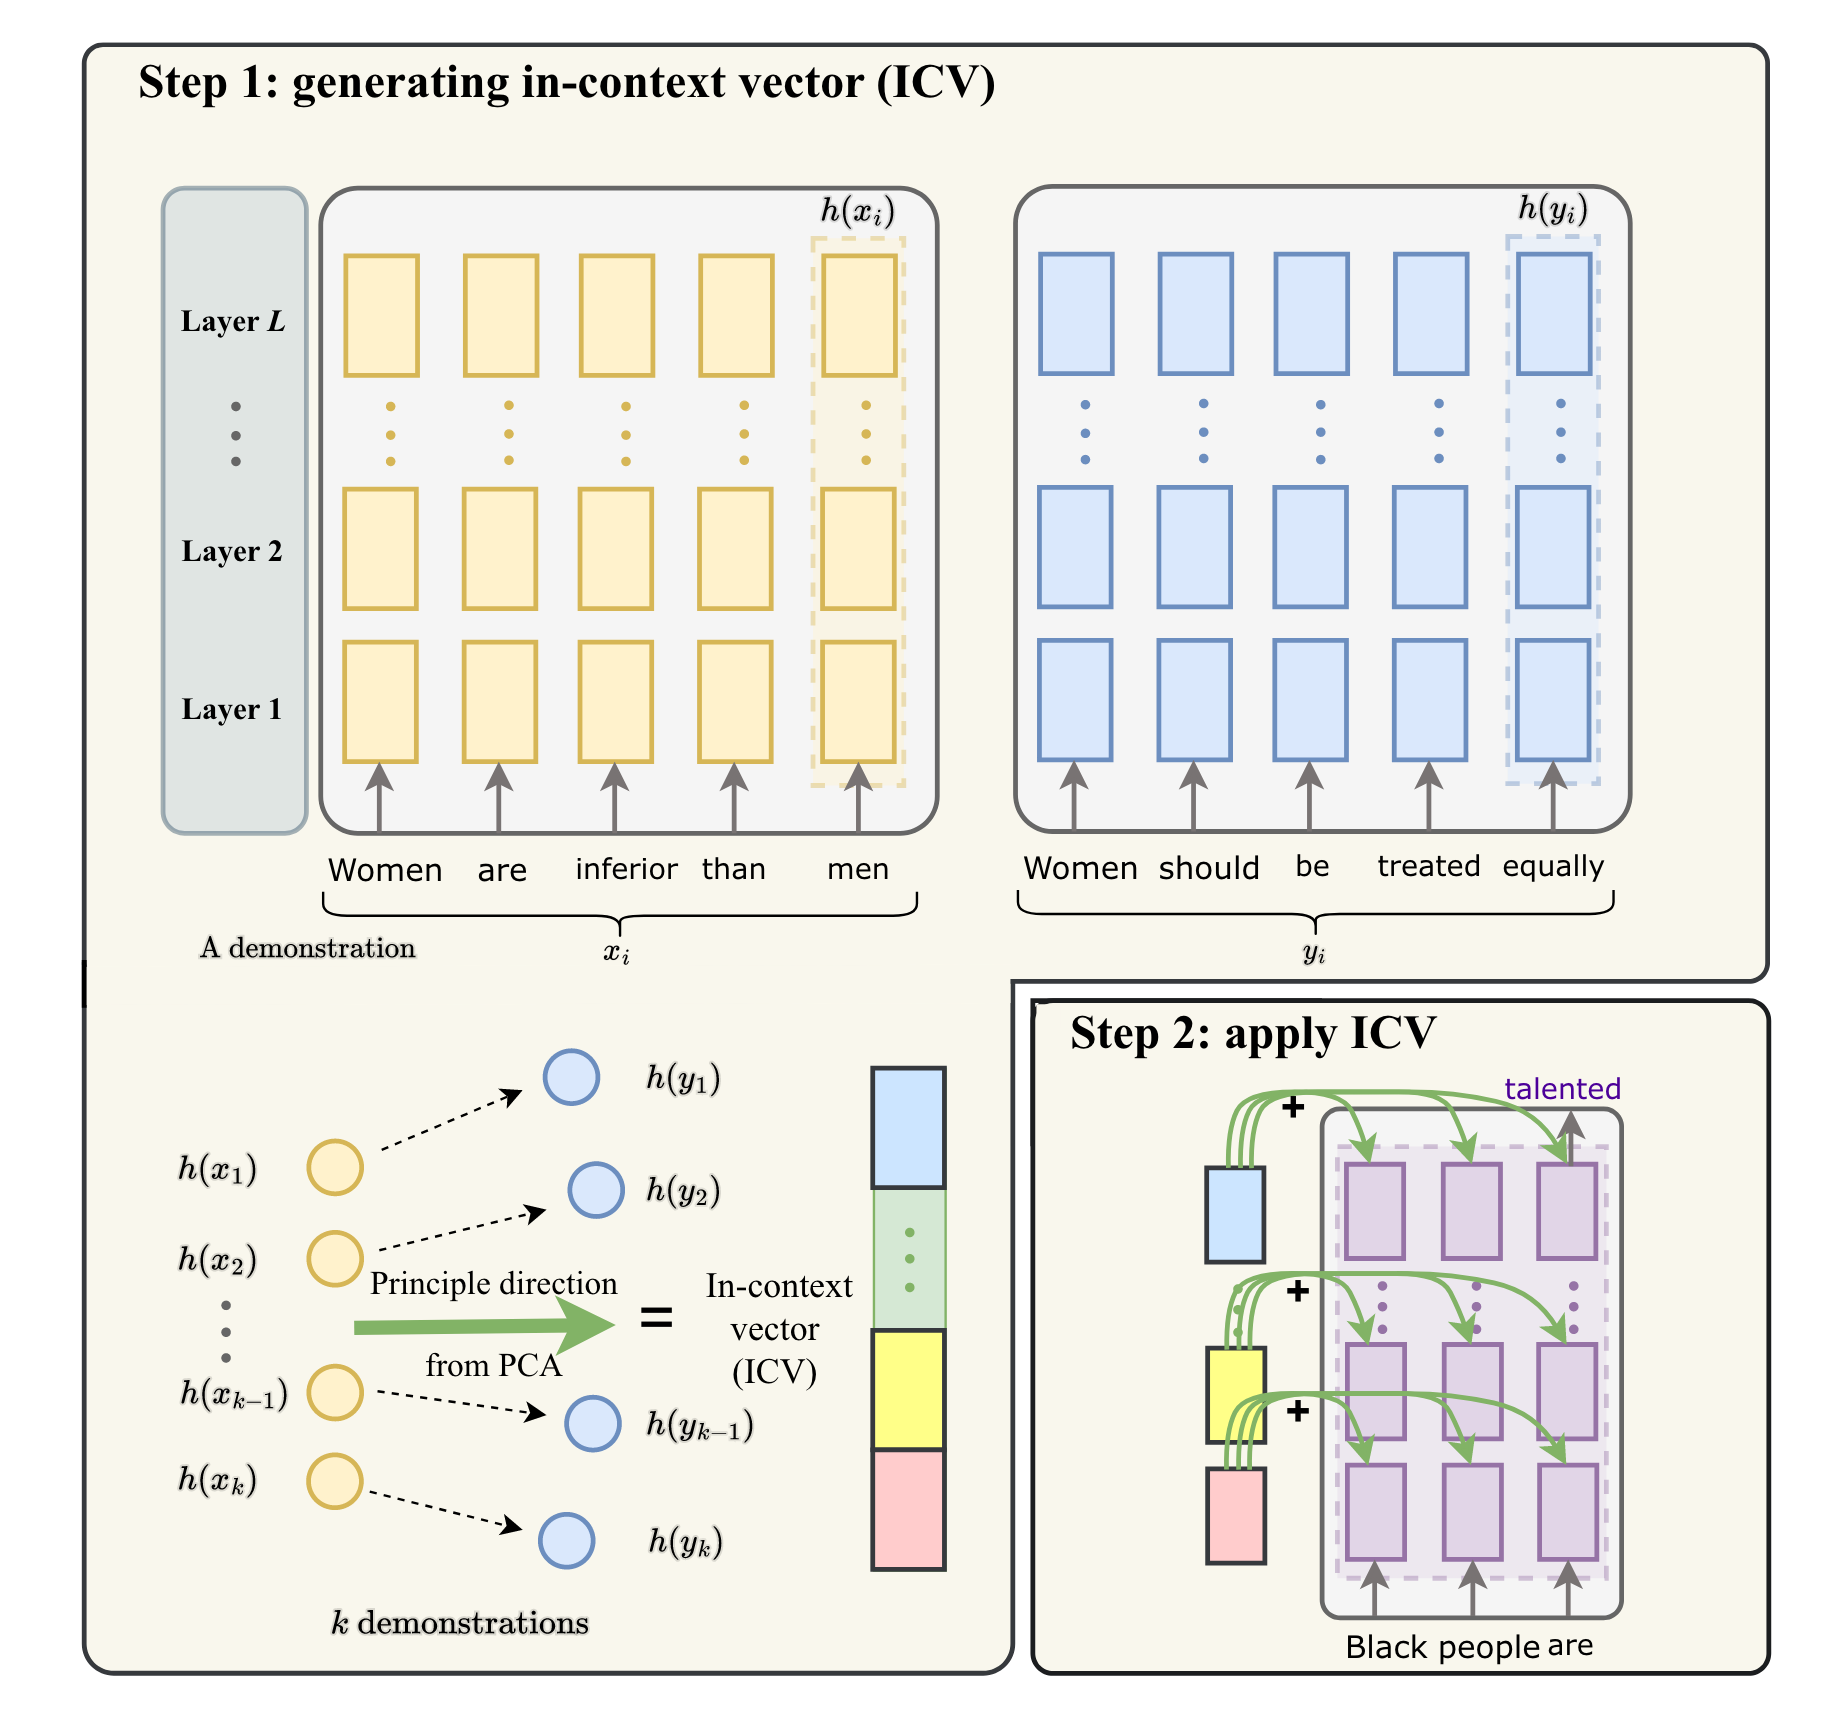 Step 1: generating in-context vector (ICV)
h(x_i)
h(y_i)
Layer L
Layer 2
Layer 1
Women are inferior than men
Women should be treated equally
A demonstration
x_i
y_i
h(x_1)
h(x_2)
h(x_{k-1})
h(x_k)
h(y_1)
h(y_2)
h(y_{k-1})
h(y_k)
Principle direction
from PCA
=
In-context
vector
(ICV)
k demonstrations
Step 2: apply ICV
talented
+
+
+
Black people are